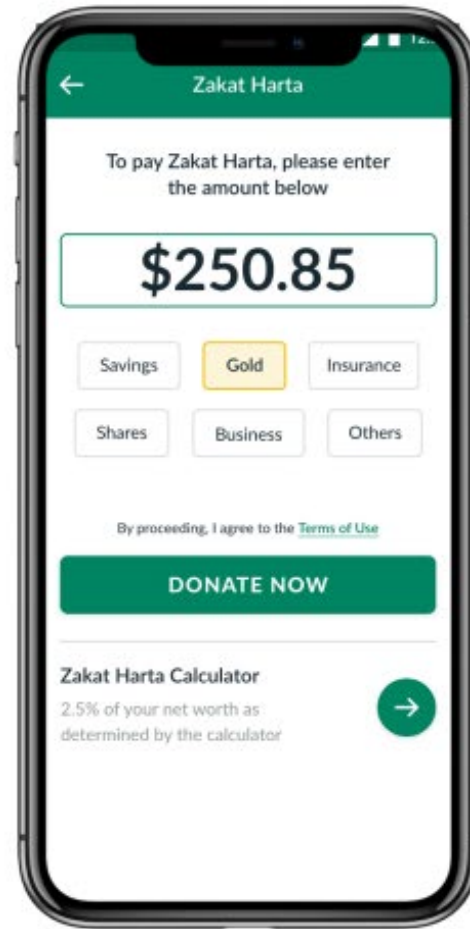 Zakat Harta
To pay Zakat Harta, please enter
the amount below
$250.85
Savings
Gold
Insurance
Shares
Business
Others
By proceeding, I agree to the Terms of Use
DONATE NOW
Zakat Harta Calculator
2.5% of your net worth as
determined by the calculator